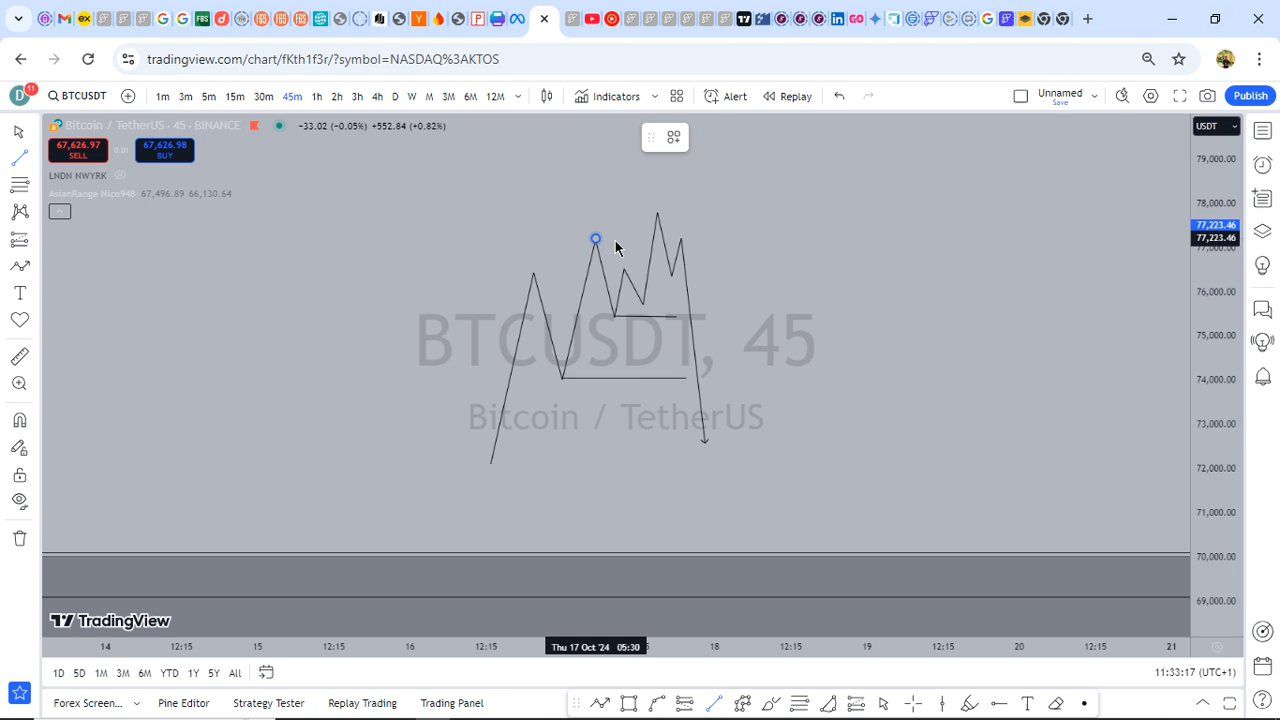 11
tradingview.com/chart/fKth1f3r/?symbol=NASDAQ%3AKTOS
D BTCUSDT 1m 3m 5m 15m 30m 45m 1h 2h 3h 4h D W M 3M 6M 12M Indicators Alert Replay Unnamed Save Publish
Bitcoin / TetherUS · 45 · BINANCE −33.02 (−0.05%) +552.84 (+0.82%) USDT
67,626.97 SELL 0.01 67,626.98 BUY
LNDN NWYRK
AsianRange Nico948 67,496.89 66,130.64
79,000.00
78,000.00
77,223.46
77,223.46
77,000.00
76,000.00
75,000.00
74,000.00
73,000.00
72,000.00
71,000.00
70,000.00
69,000.00
BTCUSDT, 45
Bitcoin / TetherUS
TradingView
14 12:15 15 12:15 16 12:15 Thu 17 Oct '24 05:30 18 12:15 19 12:15 20 12:15 21
1D 5D 1M 3M 6M YTD 1Y 5Y All 11:33:17 (UTC+1)
Forex Screen... Pine Editor Strategy Tester Replay Trading Trading Panel